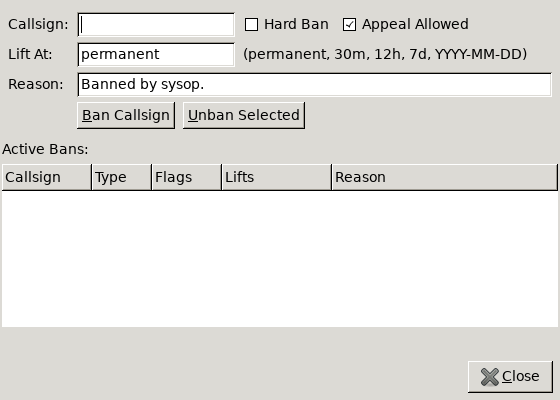 Callsign: Hard Ban Appeal Allowed
Lift At: permanent (permanent, 30m, 12h, 7d, YYYY-MM-DD)
Reason: Banned by sysop.
Ban Callsign Unban Selected
Active Bans:
Callsign Type Flags Lifts Reason
Close